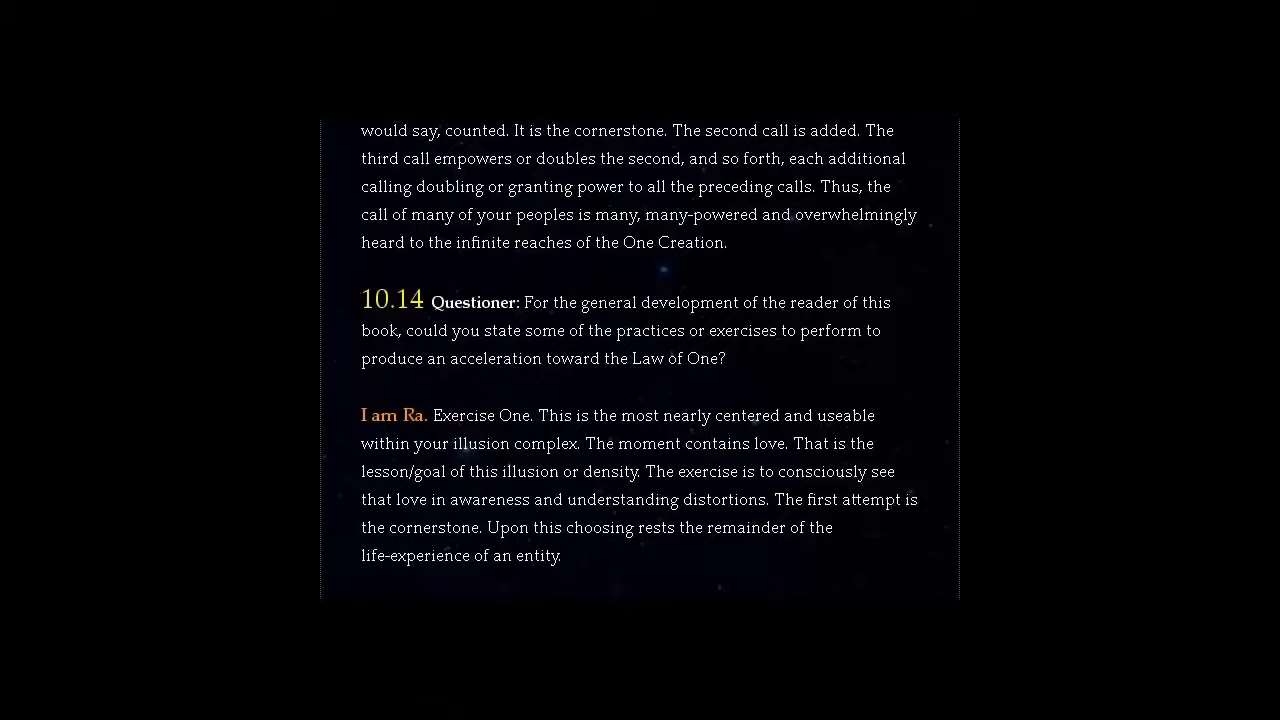 would say, counted. It is the cornerstone. The second call is added. The
third call empowers or doubles the second, and so forth, each additional
calling doubling or granting power to all the preceding calls. Thus, the
call of many of your peoples is many, many-powered and overwhelmingly
heard to the infinite reaches of the One Creation.
10.14 Questioner: For the general development of the reader of this
book, could you state some of the practices or exercises to perform to
produce an acceleration toward the Law of One?
I am Ra. Exercise One. This is the most nearly centered and useable
within your illusion complex. The moment contains love. That is the
lesson/goal of this illusion or density. The exercise is to consciously see
that love in awareness and understanding distortions. The first attempt is
the cornerstone. Upon this choosing rests the remainder of the
life-experience of an entity.